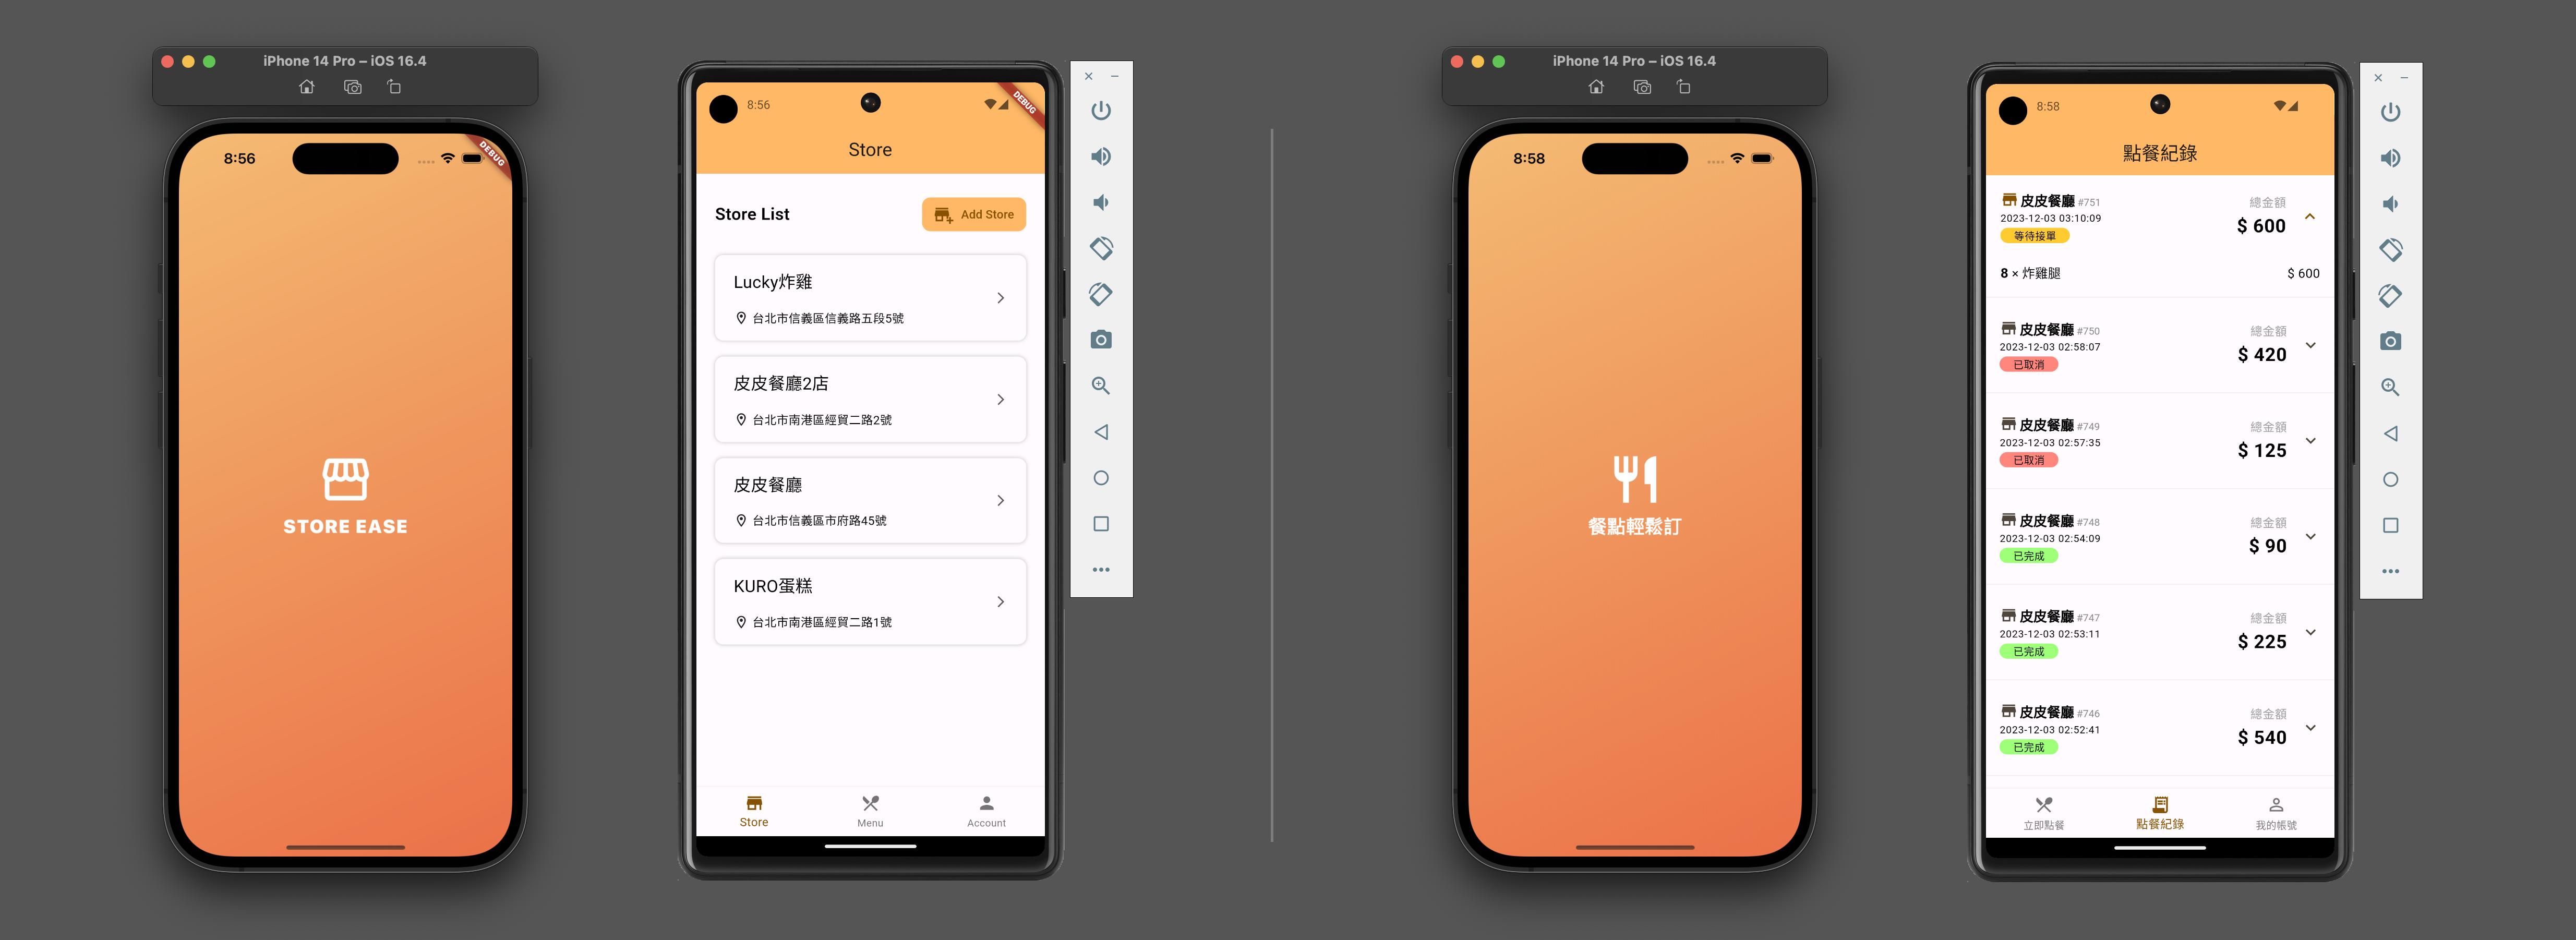 iPhone 14 Pro – iOS 16.4
8:56
DEBUG
STORE EASE
8:56
DEBUG
Store
Store List
Add Store
Lucky炸雞
台北市信義區信義路五段5號
皮皮餐廳2店
台北市南港區經貿二路2號
皮皮餐廳
台北市信義區市府路45號
KURO蛋糕
台北市南港區經貿二路1號
Store
Menu
Account
iPhone 14 Pro – iOS 16.4
8:58
餐點輕鬆訂
8:58
點餐紀錄
皮皮餐廳 #751
總金額
2023-12-03 03:10:09
$ 600
等待接單
8 × 炸雞腿
$ 600
皮皮餐廳 #750
總金額
2023-12-03 02:58:07
$ 420
已取消
皮皮餐廳 #749
總金額
2023-12-03 02:57:35
$ 125
已取消
皮皮餐廳 #748
總金額
2023-12-03 02:54:09
$ 90
已完成
皮皮餐廳 #747
總金額
2023-12-03 02:53:11
$ 225
已完成
皮皮餐廳 #746
總金額
2023-12-03 02:52:41
$ 540
已完成
立即點餐
點餐紀錄
我的帳號